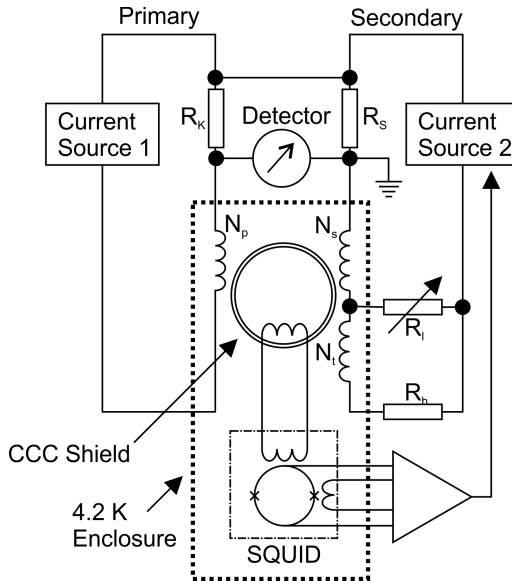 Primary
Secondary
Current
Source 1
R_K
Detector
R_S
Current
Source 2
N_p
N_s
N_t
R_l
R_h
CCC Shield
4.2 K
Enclosure
SQUID